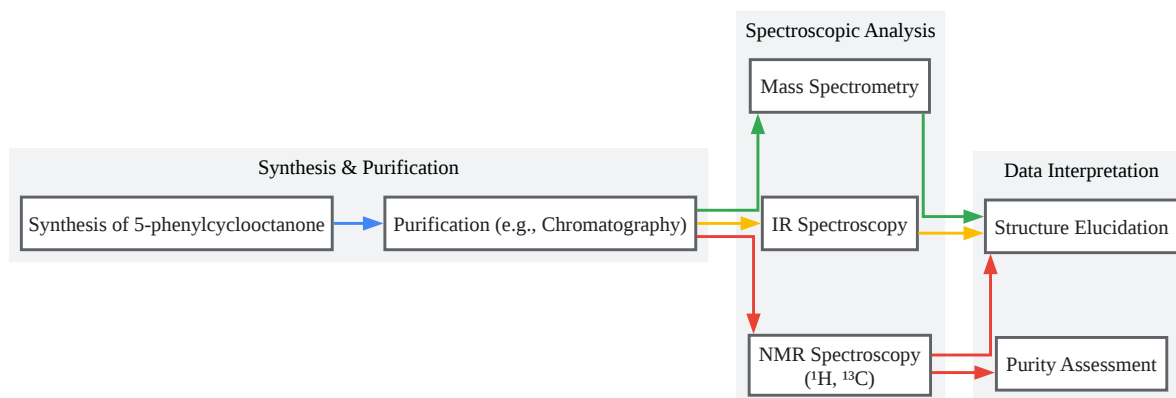 Spectroscopic Analysis
Mass Spectrometry
Synthesis & Purification
Data Interpretation
Synthesis of 5-phenylcyclooctanone
Purification (e.g., Chromatography)
IR Spectroscopy
Structure Elucidation
NMR Spectroscopy
(¹H, ¹³C)
Purity Assessment